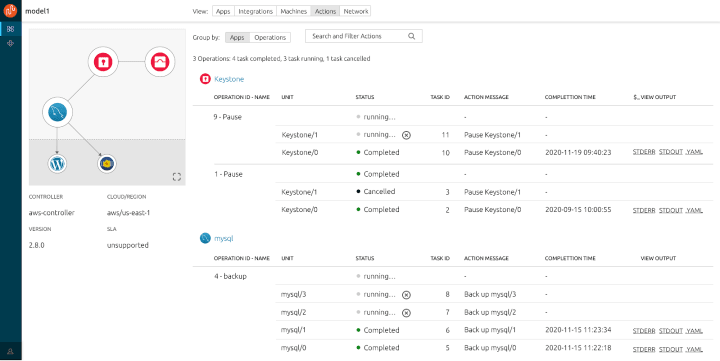 model1
View: Apps Integrations Machines Actions Network
Group by: Apps Operations Search and Filter Actions
3 Operations: 4 task completed, 3 task running, 1 task cancelled
Keystone
OPERATION ID - NAME UNIT STATUS TASK ID ACTION MESSAGE COMPLETTION TIME $_ VIEW OUTPUT
9 - Pause running... - -
Keystone/1 running... 11 Pause Keystone/1 -
Keystone/0 Completed 10 Pause Keystone/0 2020-11-19 09:40:23 STDERR STDOUT .YAML
1 - Pause Completed - -
Keystone/1 Cancelled 3 Pause Keystone/1 -
Keystone/0 Completed 2 Pause Keystone/0 2020-09-15 10:00:55 STDERR STDOUT .YAML
CONTROLLER CLOUD/REGION
aws-controller aws/us-east-1
VERSION SLA
2.8.0 unsupported
mysql
OPERATION ID - NAME UNIT STATUS TASK ID ACTION MESSAGE COMPLETION TIME VIEW OUTPUT
4 - backup running... - -
mysql/3 running... 8 Back up mysql/3 -
mysql/2 running... 7 Back up mysql/2 -
mysql/1 Completed 6 Back up mysql/1 2020-11-15 11:23:34 STDERR STDOUT .YAML
mysql/0 Completed 5 Back up mysql/0 2020-11-15 11:22:18 STDERR STDOUT .YAML